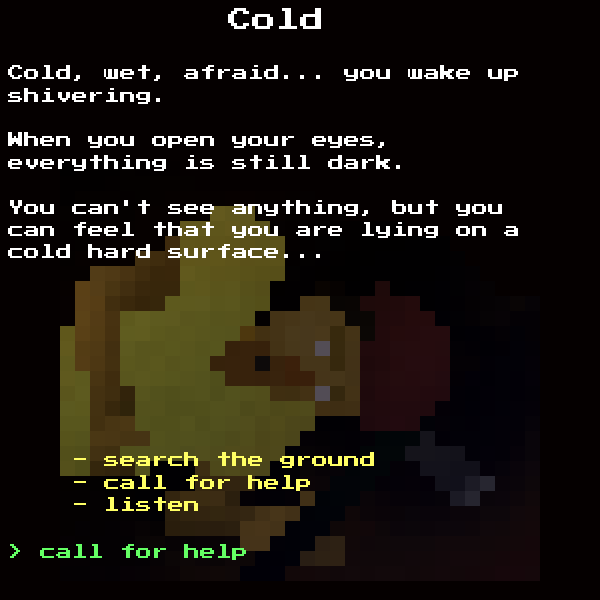 Cold
Cold, wet, afraid... you wake up
shivering.
When you open your eyes,
everything is still dark.
You can't see anything, but you
can feel that you are lying on a
cold hard surface...
- search the ground
- call for help
- listen
> call for help